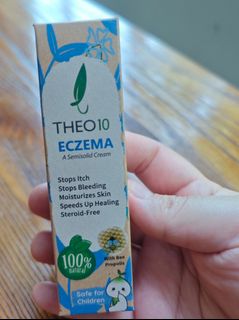 THEO10
ECZEMA
A Semisolid Cream
Stops Itch
Stops Bleeding
Moisturizes Skin
Speeds Up Healing
Steroid-Free
100%
natural
With Bee
Propolis
Safe for
Children